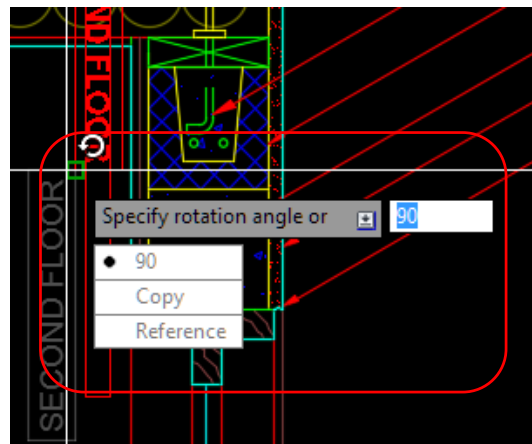 ND FLOOR
SECOND FLOOR
Specify rotation angle or
90
90
Copy
Reference